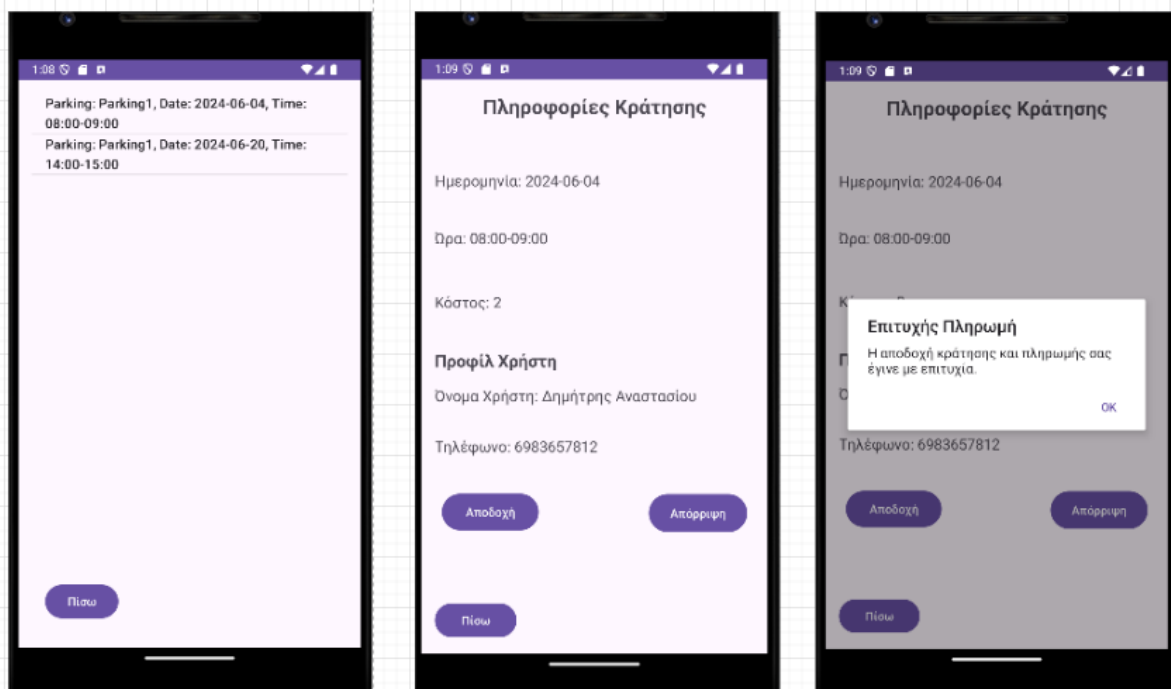 1:08
Parking: Parking1, Date: 2024-06-04, Time:
08:00-09:00
Parking: Parking1, Date: 2024-06-20, Time:
14:00-15:00
Πίσω
1:09
Πληροφορίες Κράτησης
Ημερομηνία: 2024-06-04
Ώρα: 08:00-09:00
Κόστος: 2
Προφίλ Χρήστη
Όνομα Χρήστη: Δημήτρης Αναστασίου
Τηλέφωνο: 6983657812
Αποδοχή
Απόρριψη
Πίσω
1:09
Πληροφορίες Κράτησης
Ημερομηνία: 2024-06-04
Ώρα: 08:00-09:00
Επιτυχής Πληρωμή
Η αποδοχή κράτησης και πληρωμής σας
έγινε με επιτυχία.
OK
Τηλέφωνο: 6983657812
Αποδοχή
Απόρριψη
Πίσω